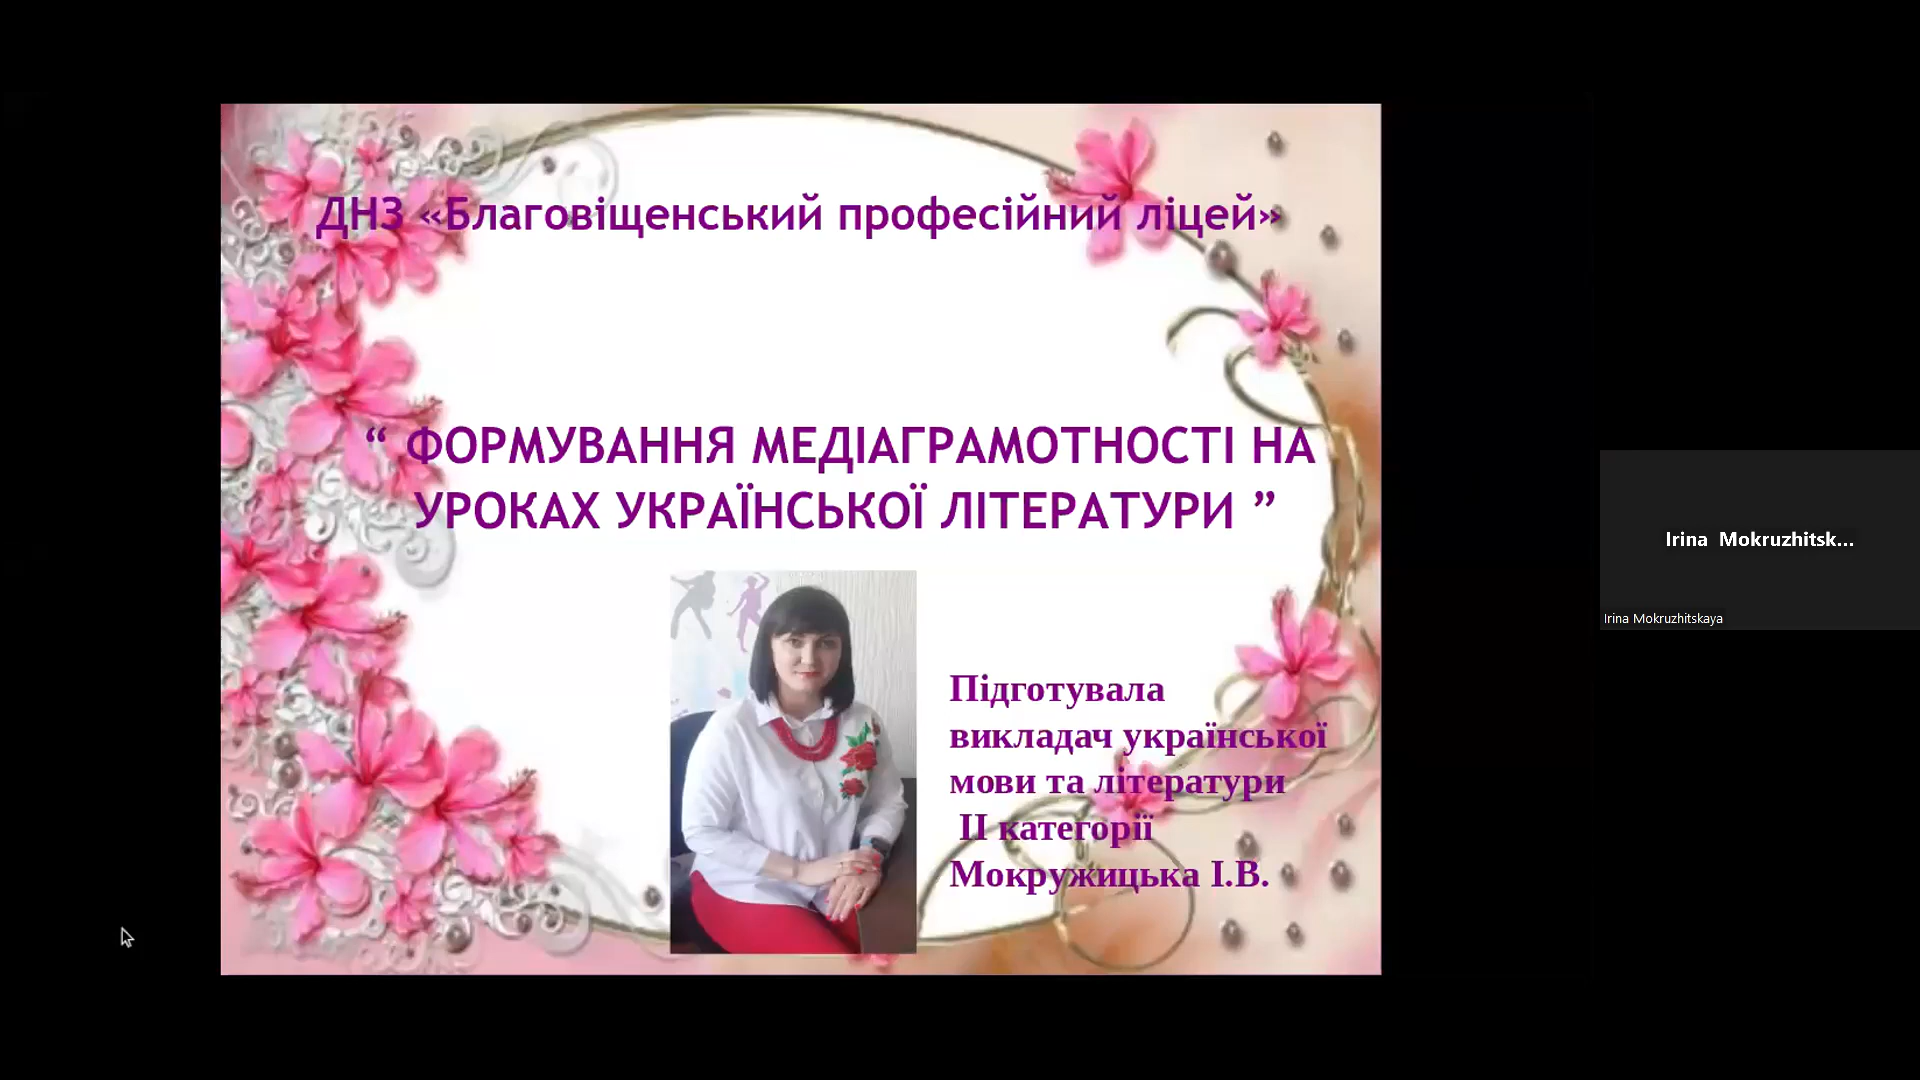 ДНЗ «Благовіщенський професійний ліцей»
“ ФОРМУВАННЯ МЕДІАГРАМОТНОСТІ НА
УРОКАХ УКРАЇНСЬКОЇ ЛІТЕРАТУРИ ”
Підготувала
викладач української
мови та літератури
ІІ категорії
Мокружицька І.В.
Irina Mokruzhitsk...
Irina Mokruzhitskaya